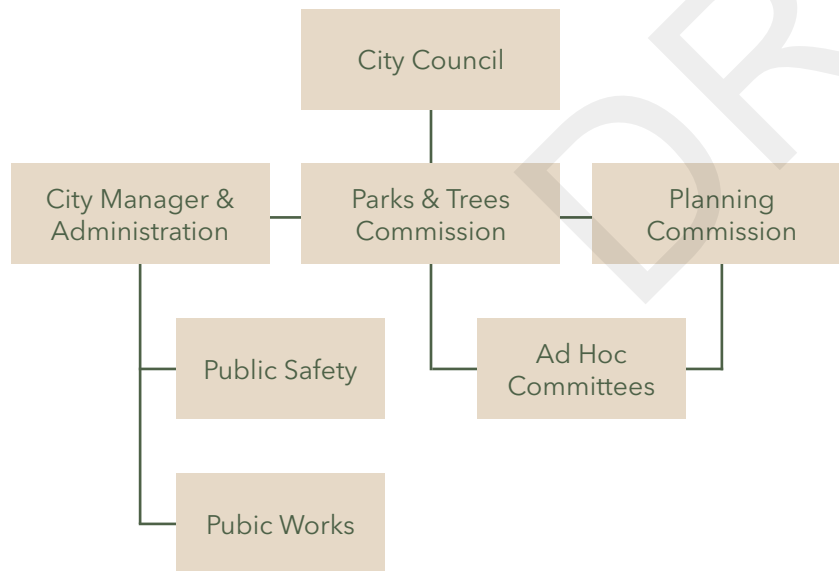 City Council
City Manager &
Administration
Parks & Trees
Commission
Planning
Commission
Public Safety
Ad Hoc
Committees
Pubic Works
DR